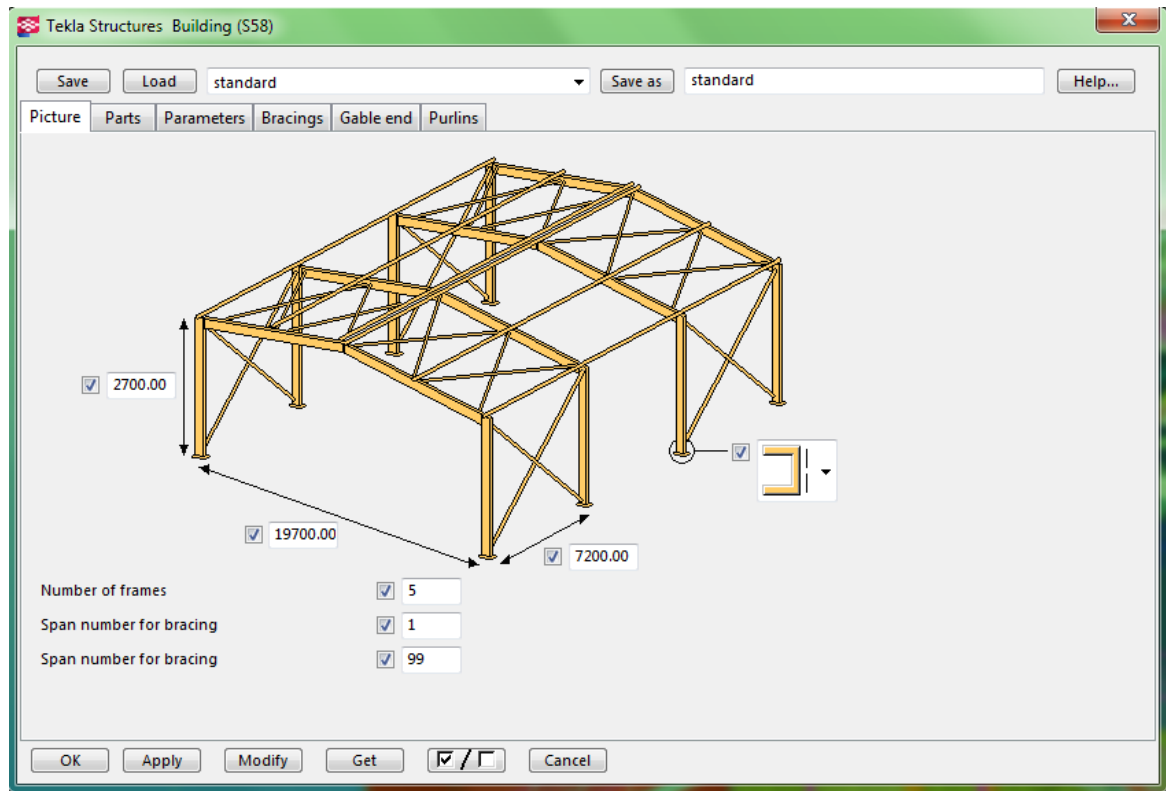 Tekla Structures Building (S58)
x
Save Load standard Save as standard Help...
Picture Parts Parameters Bracings Gable end Purlins
2700.00
19700.00
7200.00
Number of frames 5
Span number for bracing 1
Span number for bracing 99
OK Apply Modify Get / Cancel